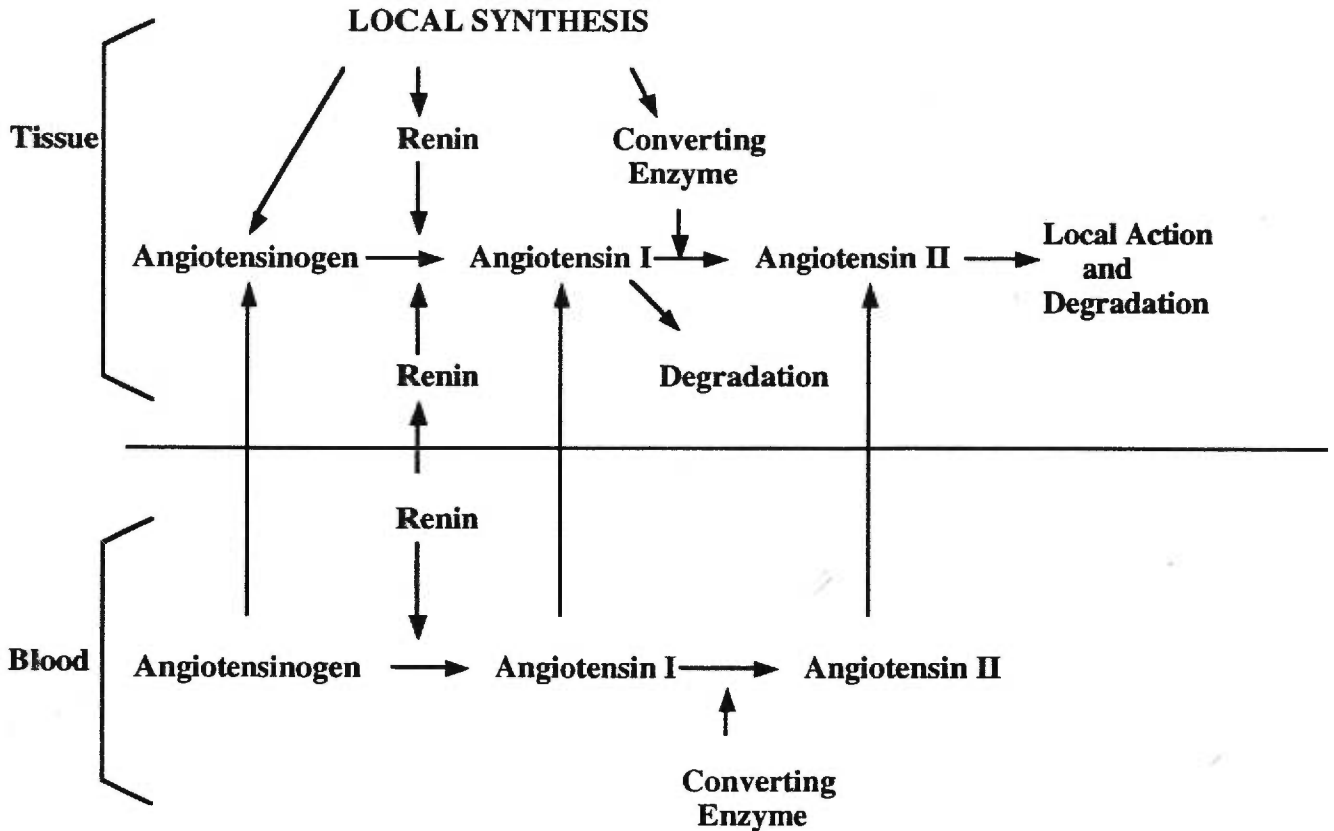 LOCAL SYNTHESIS
Tissue
Renin
Converting
Enzyme
Angiotensinogen
Angiotensin I
Angiotensin II
Local Action
and
Degradation
Renin
Degradation
Renin
Blood
Angiotensinogen
Angiotensin I
Angiotensin II
Converting
Enzyme